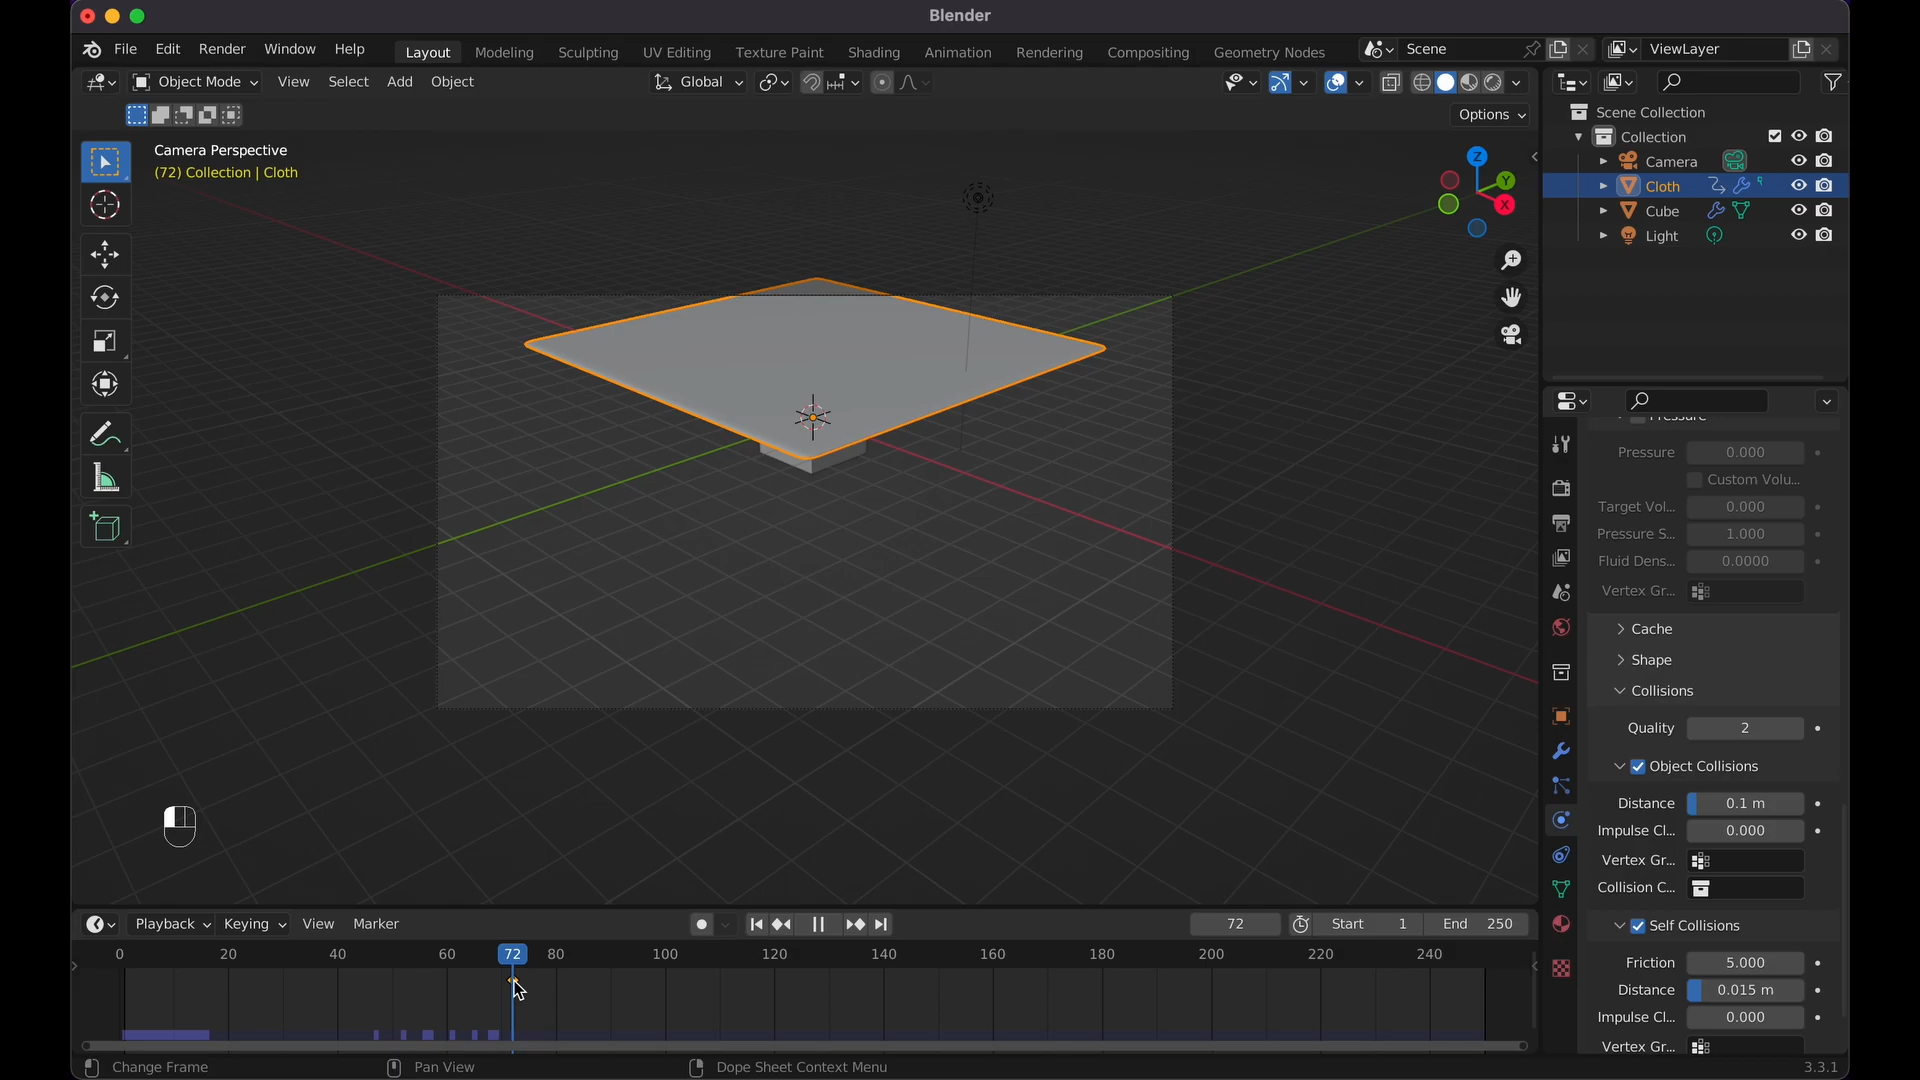 Blender
File Edit Render Window Help
Layout Modeling Sculpting UV Editing Texture Paint Shading Animation Rendering Compositing Geometry Nodes
Scene
ViewLayer
Object Mode View Select Add Object
Global
Options
Camera Perspective
(72) Collection | Cloth
Z
Y
X
Scene Collection
Collection
Camera
Cloth
Cube
Light
Pressure
Pressure 0.000
Custom Volu...
Target Vol... 0.000
Pressure S... 1.000
Fluid Dens... 0.0000
Vertex Gr...
Cache
Shape
Collisions
Quality 2
Object Collisions
Distance 0.1 m
Impulse Cl... 0.000
Vertex Gr...
Collision C...
Self Collisions
Friction 5.000
Distance 0.015 m
Impulse Cl... 0.000
Vertex Gr...
Playback Keying View Marker
72 Start 1 End 250
0 20 40 60 72 80 100 120 140 160 180 200 220 240
Change Frame Pan View Dope Sheet Context Menu 3.3.1